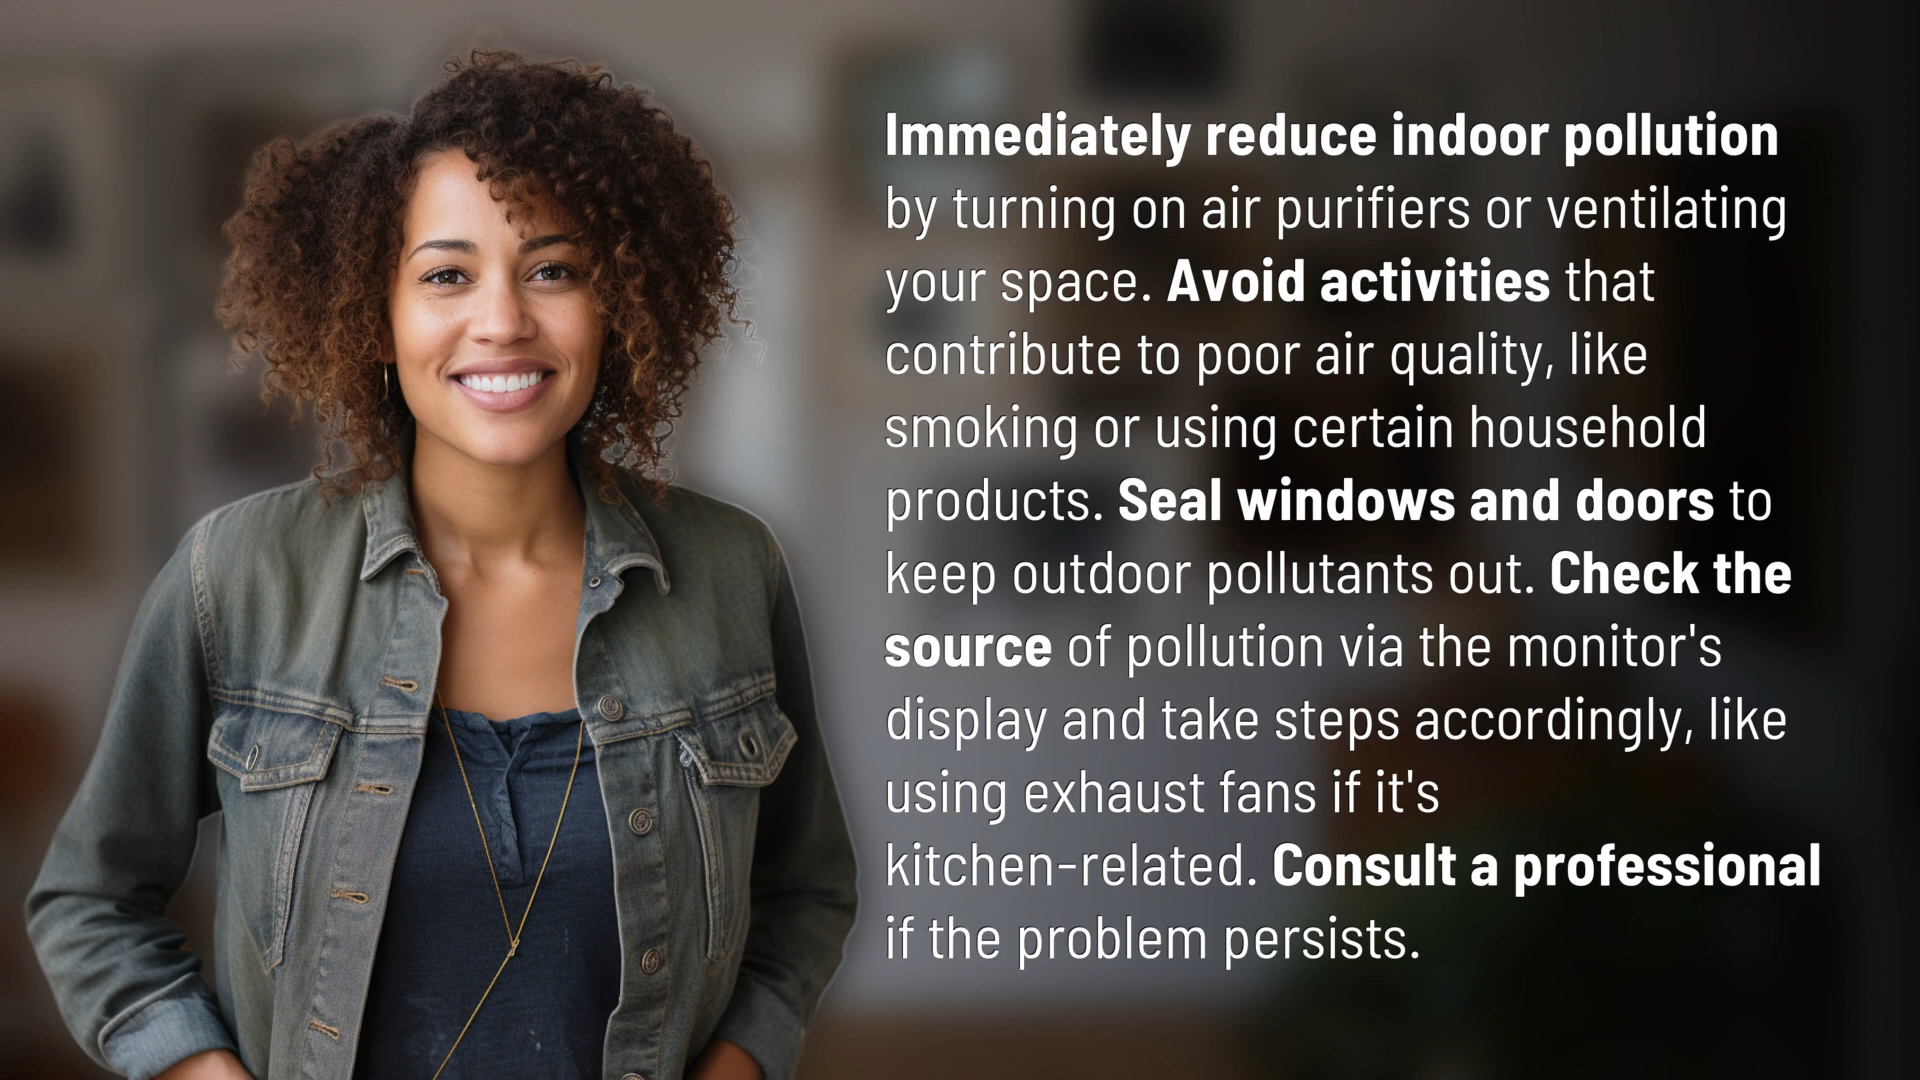 Immediately reduce indoor pollution
by turning on air purifiers or ventilating
your space. Avoid activities that
contribute to poor air quality, like
smoking or using certain household
products. Seal windows and doors to
keep outdoor pollutants out. Check the
source of pollution via the monitor's
display and take steps accordingly, like
using exhaust fans if it's
kitchen-related. Consult a professional
if the problem persists.